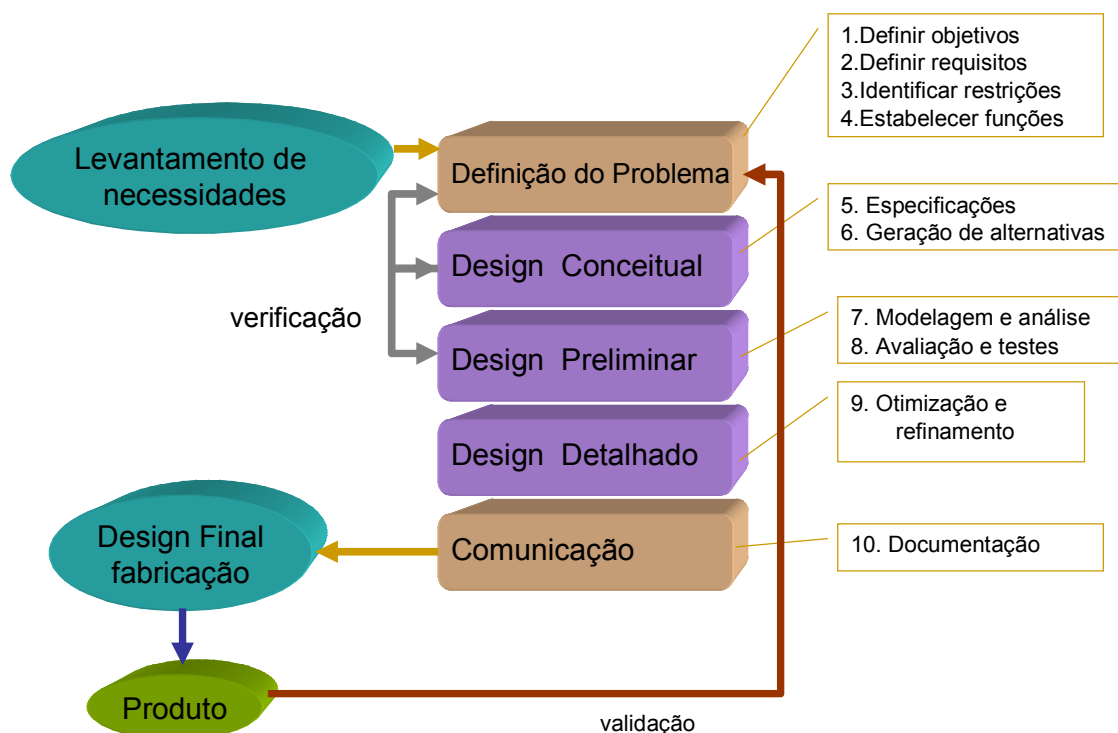 1.Definir objetivos
2.Definir requisitos
3.Identificar restrições
4.Estabelecer funções
Levantamento de
necessidades
Definição do Problema
5. Especificações
6. Geração de alternativas
Design Conceitual
verificação
7. Modelagem e análise
8. Avaliação e testes
Design Preliminar
9. Otimização e
refinamento
Design Detalhado
Design Final
fabricação
Comunicação
10. Documentação
Produto
validação